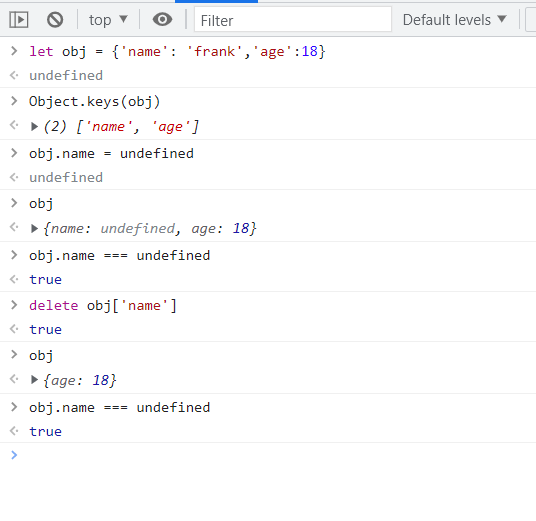 top Filter Default levels
let obj = {'name': 'frank','age':18}
undefined
Object.keys(obj)
(2) ['name', 'age']
obj.name = undefined
undefined
obj
{name: undefined, age: 18}
obj.name === undefined
true
delete obj['name']
true
obj
{age: 18}
obj.name === undefined
true